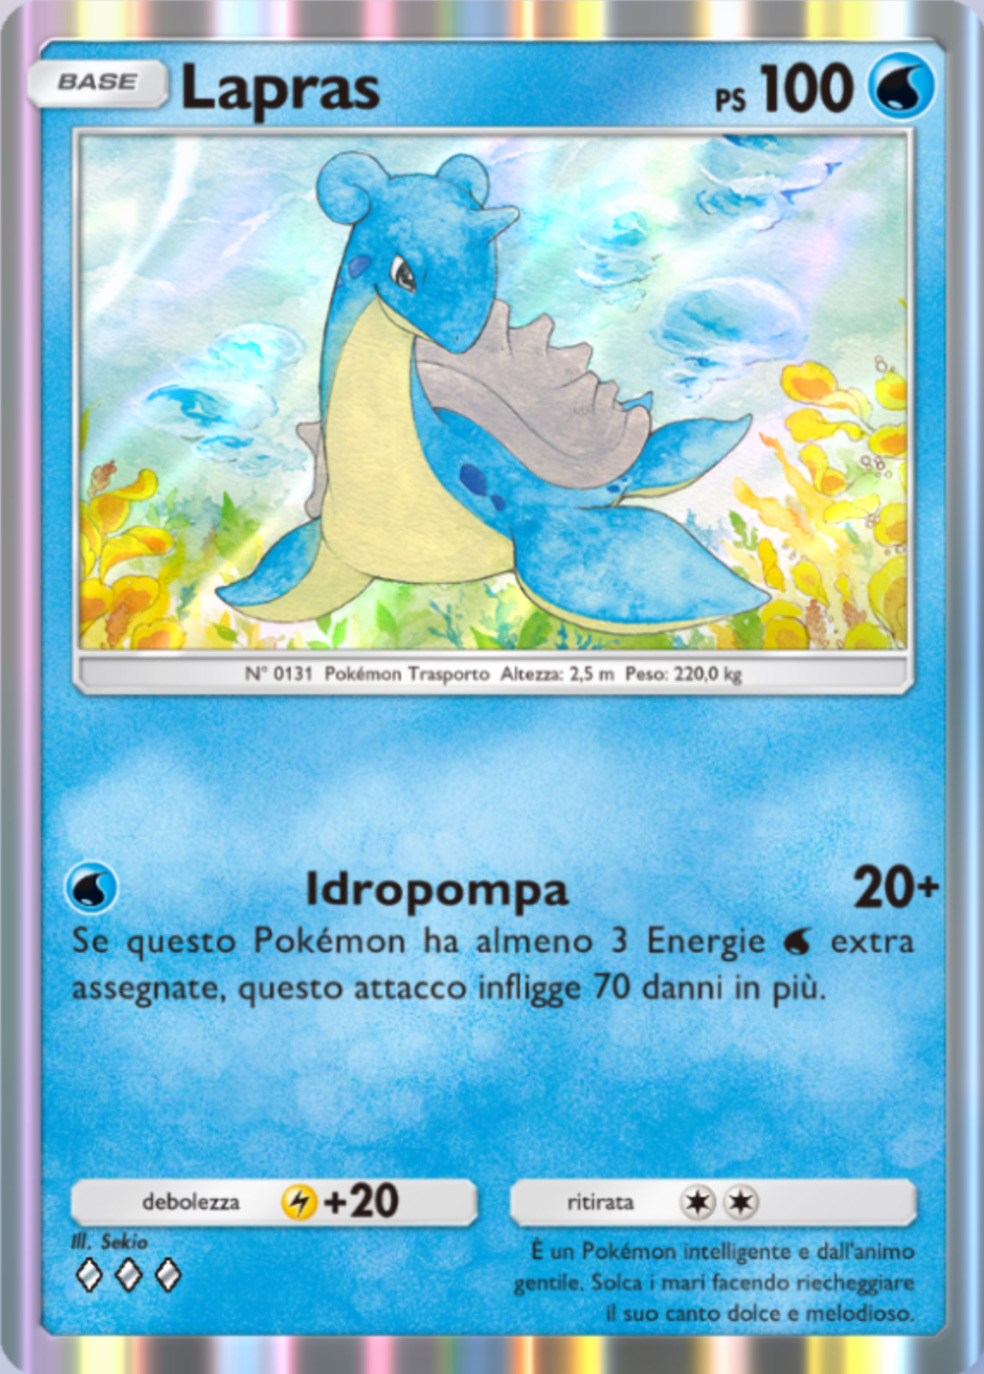 BASE
Lapras
PS 100
N° 0131 Pokémon Trasporto Altezza: 2,5 m Peso: 220,0 kg
Idropompa 20+
Se questo Pokémon ha almeno 3 Energie extra
assegnate, questo attacco infligge 70 danni in più.
debolezza +20
ritirata
Ill. Sekio
È un Pokémon intelligente e dall'animo
gentile. Solca i mari facendo riecheggiare
il suo canto dolce e melodioso.